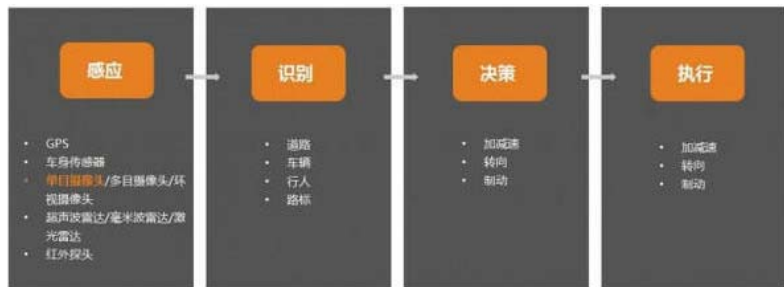 感应
GPS
车身传感器
单目摄像头/多目摄像头/环
视摄像头
超声波雷达/毫米波雷达/激
光雷达
红外探头
识别
道路
车辆
行人
路标
决策
加减速
转向
制动
执行
加减速
转向
制动